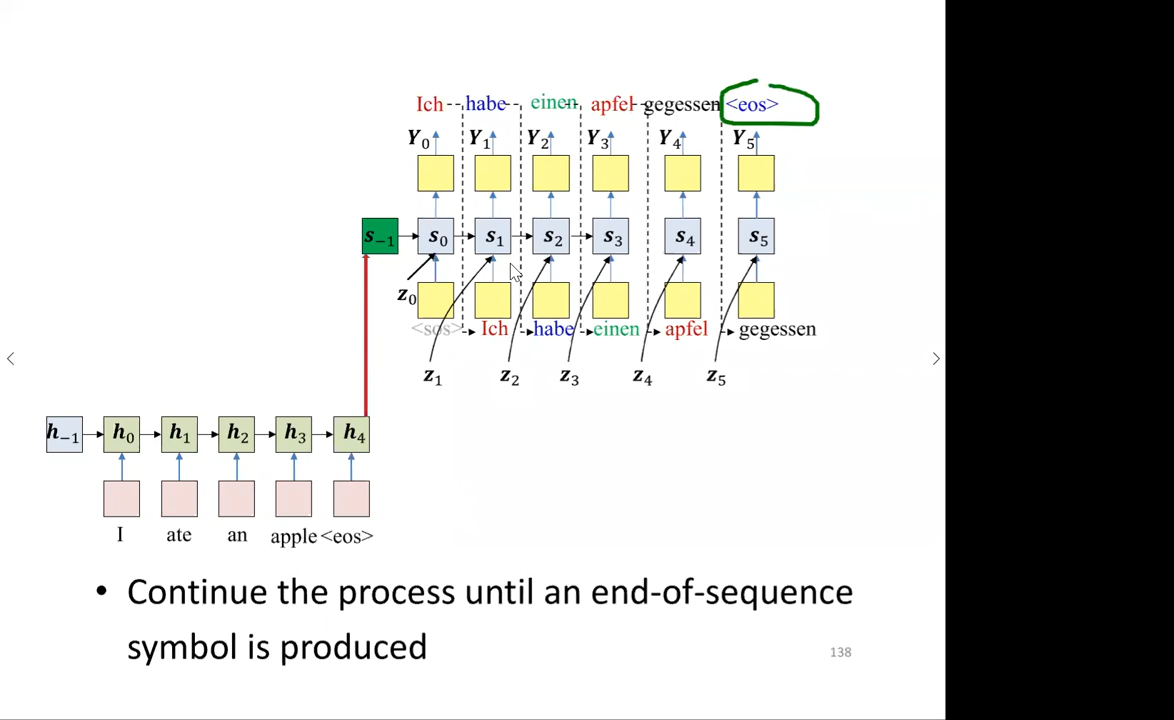 Ich habe einen apfel gegessen <eos>
Y0 Y1 Y2 Y3 Y4 Y5
s−1 s0 s1 s2 s3 s4 s5
z0
<sos> Ich habe einen apfel gegessen
z1 z2 z3 z4 z5
h−1 h0 h1 h2 h3 h4
I ate an apple <eos>
• Continue the process until an end-of-sequence
symbol is produced
138